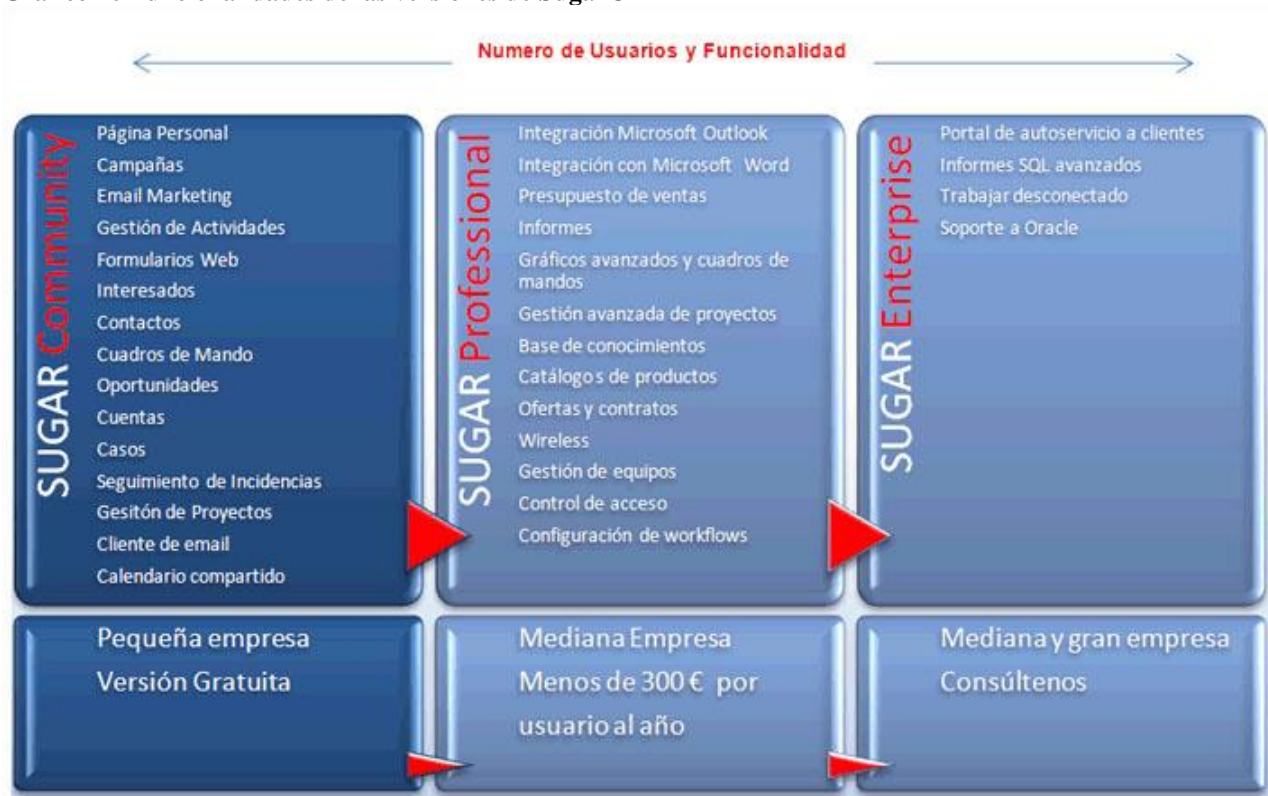 Numero de Usuarios y Funcionalidad
SUGAR Community
Página Personal
Campañas
Email Marketing
Gestión de Actividades
Formularios Web
Interesados
Contactos
Cuadros de Mando
Oportunidades
Cuentas
Casos
Seguimiento de Incidencias
Gesitón de Proyectos
Cliente de email
Calendario compartido
SUGAR Professional
Integración Microsoft Outlook
Integración con Microsoft Word
Presupuesto de ventas
Informes
Gráficos avanzados y cuadros de
mandos
Gestión avanzada de proyectos
Base de conocimientos
Catálogos de productos
Ofertas y contratos
Wireless
Gestión de equipos
Control de acceso
Configuración de workflows
SUGAR Enterprise
Portal de autoservicio a clientes
Informes SQL avanzados
Trabajar desconectado
Soporte a Oracle
Pequeña empresa
Versión Gratuita
Mediana Empresa
Menos de 300 € por
usuario al año
Mediana y gran empresa
Consúltenos